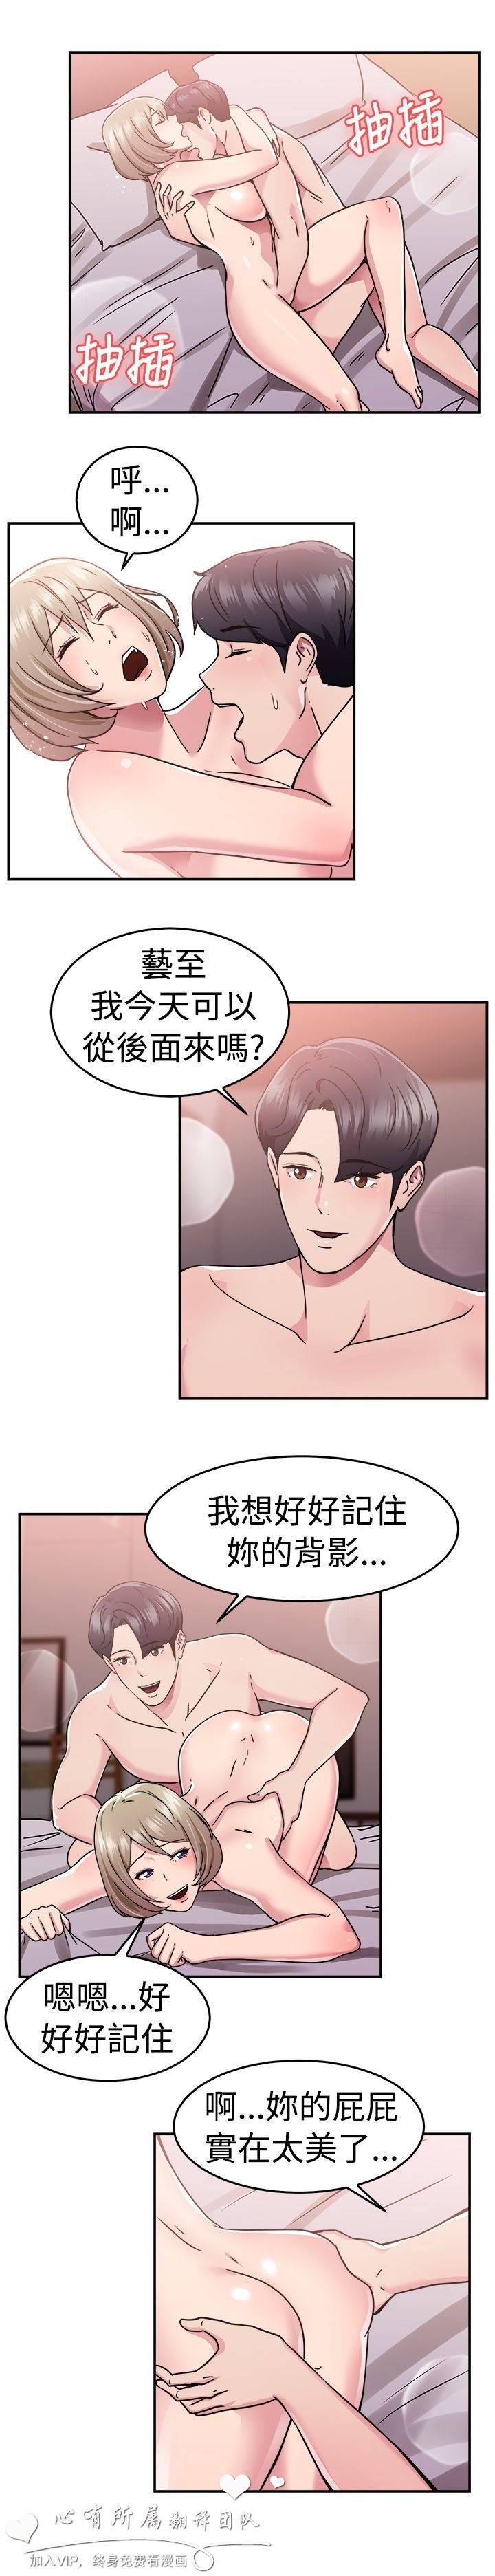 抽插
抽插
呼...
啊...
藝至
我今天可以
從後面來嗎?
我想好好記住
妳的背影...
嗯嗯...好
好好記住
啊...妳的屁屁
實在太美了...
心有所属翻译团队
加入VIP，终身免费看漫画